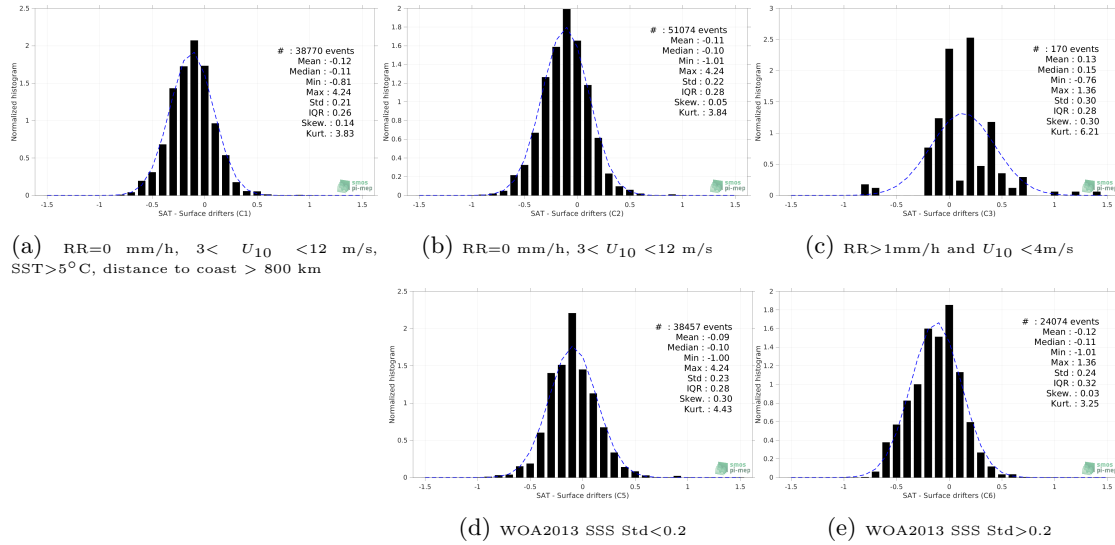 2.5
2
1.5
1
0.5
0
Normalized histogram
# : 38770 events
Mean : -0.12
Median : -0.11
Min : -0.81
Max : 4.24
Std : 0.21
IQR : 0.26
Skew. : 0.14
Kurt. : 3.83
smos
pi-mep
-1.5 -1 -0.5 0 0.5 1 1.5
SAT - Surface drifters (C1)
(a) RR=0 mm/h, 3< U10 <12 m/s,
SST>5°C, distance to coast > 800 km
2
1.8
1.6
1.4
1.2
1
0.8
0.6
0.4
0.2
0
Normalized histogram
# : 51074 events
Mean : -0.11
Median : -0.10
Min : -1.01
Max : 4.24
Std : 0.22
IQR : 0.28
Skew. : 0.05
Kurt. : 3.84
smos
pi-mep
-1.5 -1 -0.5 0 0.5 1 1.5
SAT - Surface drifters (C2)
(b) RR=0 mm/h, 3< U10 <12 m/s
3
2.5
2
1.5
1
0.5
0
Normalized histogram
# : 170 events
Mean : 0.13
Median : 0.15
Min : -0.76
Max : 1.36
Std : 0.30
IQR : 0.28
Skew. : 0.30
Kurt. : 6.21
smos
pi-mep
-1.5 -1 -0.5 0 0.5 1 1.5
SAT - Surface drifters (C3)
(c) RR>1mm/h and U10 <4m/s
2.5
2
1.5
1
0.5
0
Normalized histogram
# : 38457 events
Mean : -0.09
Median : -0.10
Min : -1.00
Max : 4.24
Std : 0.23
IQR : 0.28
Skew. : 0.30
Kurt. : 4.43
smos
pi-mep
-1.5 -1 -0.5 0 0.5 1 1.5
SAT - Surface drifters (C5)
(d) WOA2013 SSS Std<0.2
2
1.8
1.6
1.4
1.2
1
0.8
0.6
0.4
0.2
0
Normalized histogram
# : 24074 events
Mean : -0.12
Median : -0.11
Min : -1.01
Max : 1.36
Std : 0.24
IQR : 0.32
Skew. : 0.03
Kurt. : 3.25
smos
pi-mep
-1.5 -1 -0.5 0 0.5 1 1.5
SAT - Surface drifters (C6)
(e) WOA2013 SSS Std>0.2